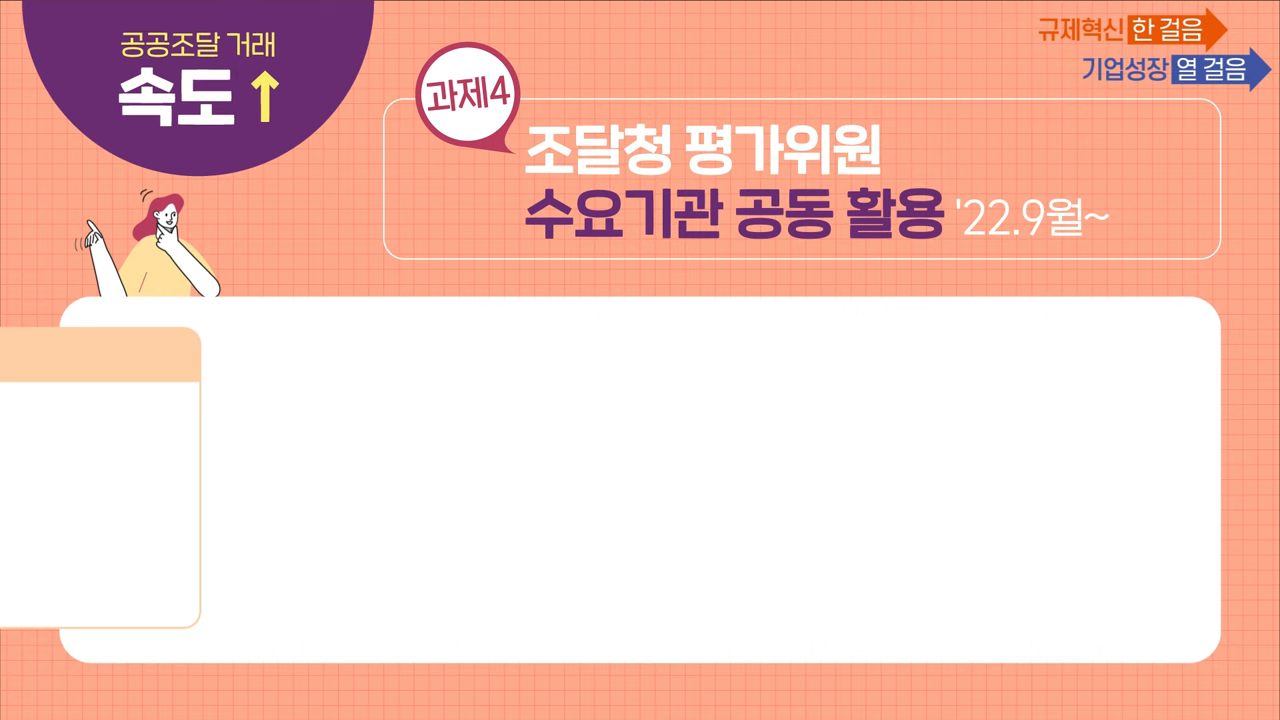 공공조달 거래
속도↑
규제혁신 한 걸음
기업성장 열 걸음
과제4
조달청 평가위원
수요기관 공동 활용 '22.9월~